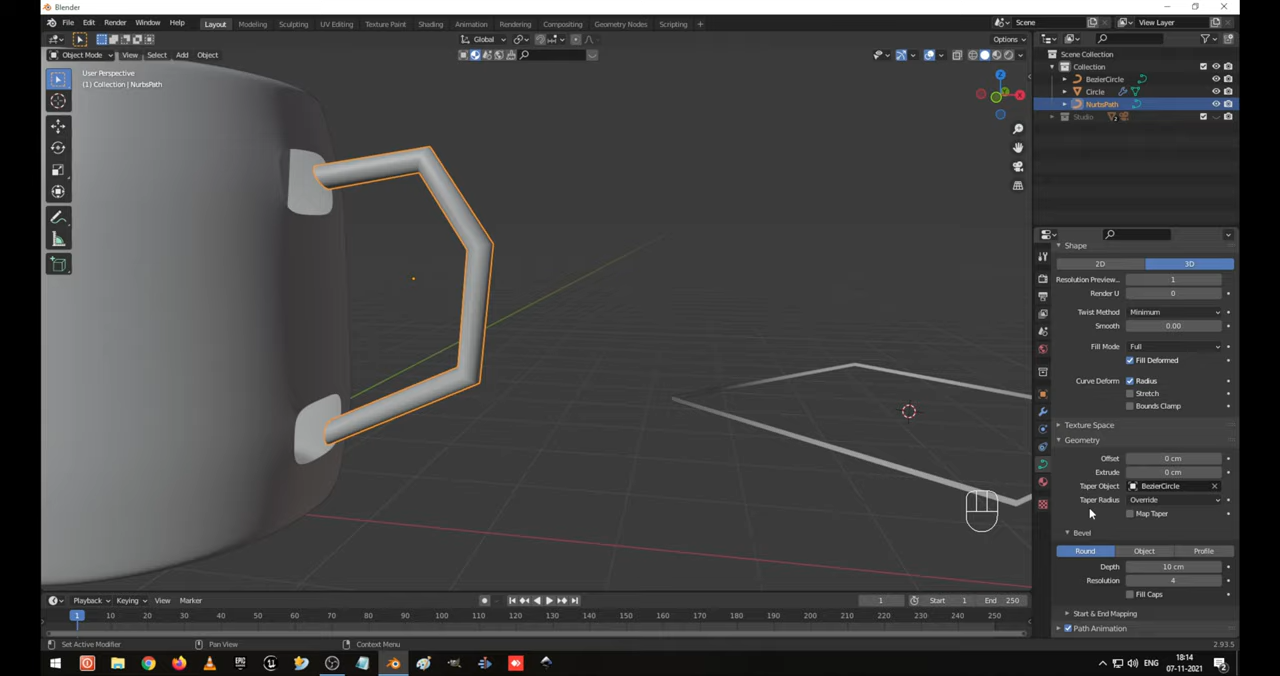 Blender
File Edit Render Window Help Layout Modeling Sculpting UV Editing Texture Paint Shading Animation Rendering Compositing Geometry Nodes Scripting + Scene View Layer
Global Options
Object Mode View Select Add Object
User Perspective
(1) Collection | NurbsPath
Z
X
Scene Collection
Collection
BezierCircle
Circle
NurbsPath
Studio 2
Shape
2D 3D
Resolution Preview... 1
Render U 0
Twist Method Minimum
Smooth 0.00
Fill Mode Full
Fill Deformed
Curve Deform Radius
Stretch
Bounds Clamp
Texture Space
Geometry
Offset 0 cm
Extrude 0 cm
Taper Object BezierCircle
Taper Radius Override
Map Taper
Bevel
Round Object Profile
Depth 10 cm
Resolution 4
Fill Caps
Start & End Mapping
Path Animation
Playback Keying View Marker 1 Start 1 End 250
1 10 20 30 40 50 60 70 80 90 100 110 120 130 140 150 160 170 180 190 200 210 220 230 240 250
Set Active Modifier Pan View Context Menu 2.93.5
ENG 18:14 2
07-11-2021